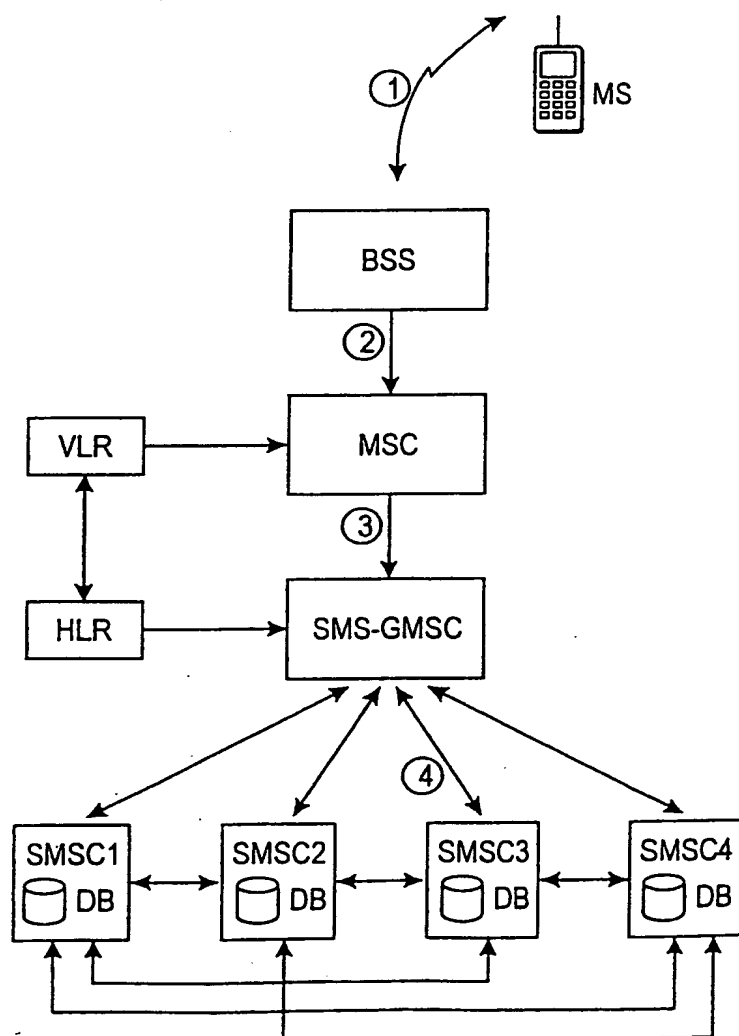 1
MS
BSS
2
VLR
MSC
3
HLR
SMS-GMSC
4
SMSC1
DB
SMSC2
DB
SMSC3
DB
SMSC4
DB